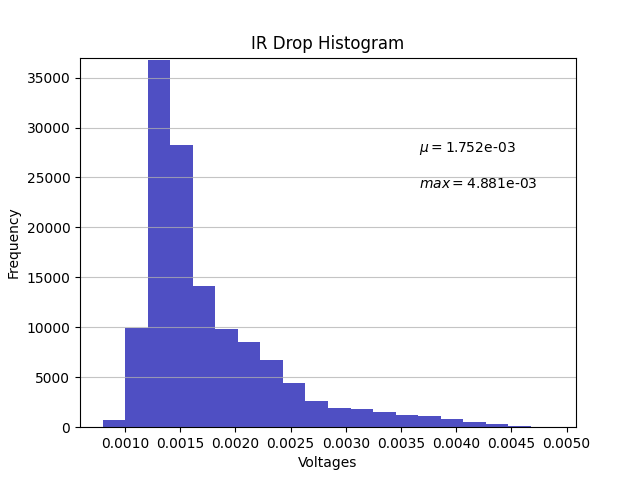 IR Drop Histogram
35000
30000
25000
20000
15000
10000
5000
0
Frequency
μ = 1.752e-03
max = 4.881e-03
0.0010 0.0015 0.0020 0.0025 0.0030 0.0035 0.0040 0.0045 0.0050
Voltages